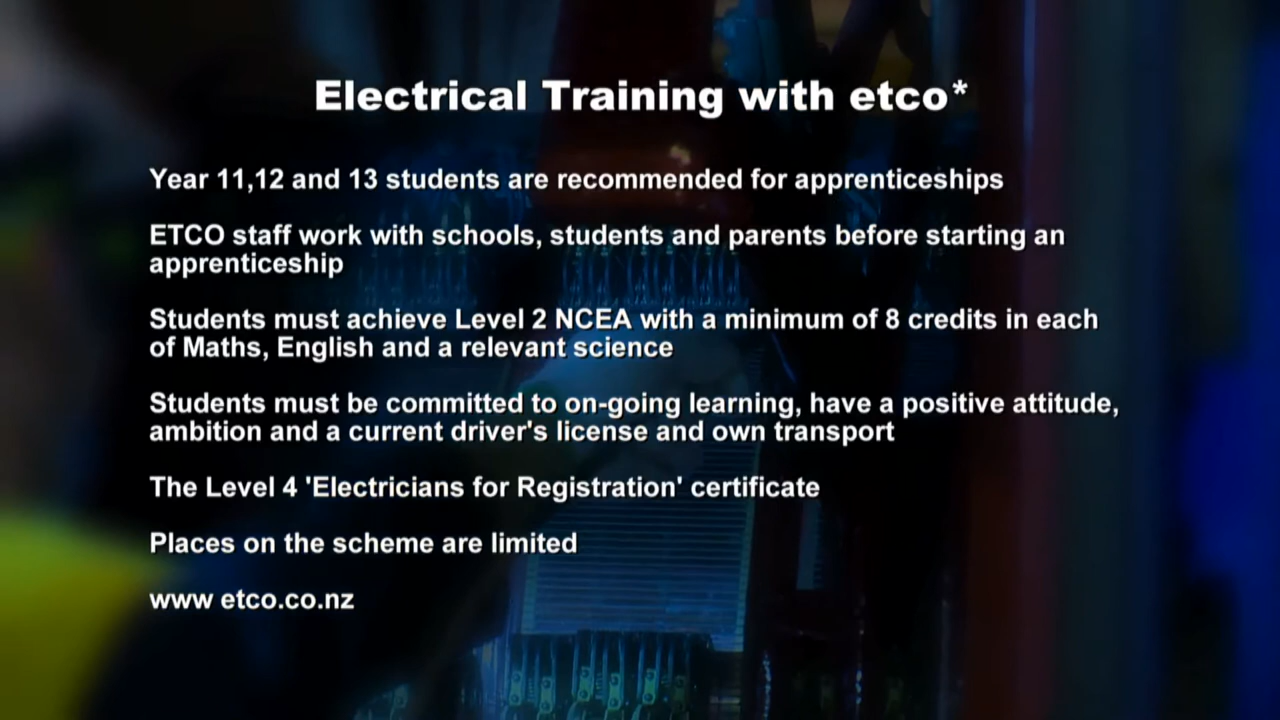 Electrical Training with etco*
Year 11,12 and 13 students are recommended for apprenticeships
ETCO staff work with schools, students and parents before starting an
apprenticeship
Students must achieve Level 2 NCEA with a minimum of 8 credits in each
of Maths, English and a relevant science
Students must be committed to on-going learning, have a positive attitude,
ambition and a current driver's license and own transport
The Level 4 'Electricians for Registration' certificate
Places on the scheme are limited
www etco.co.nz